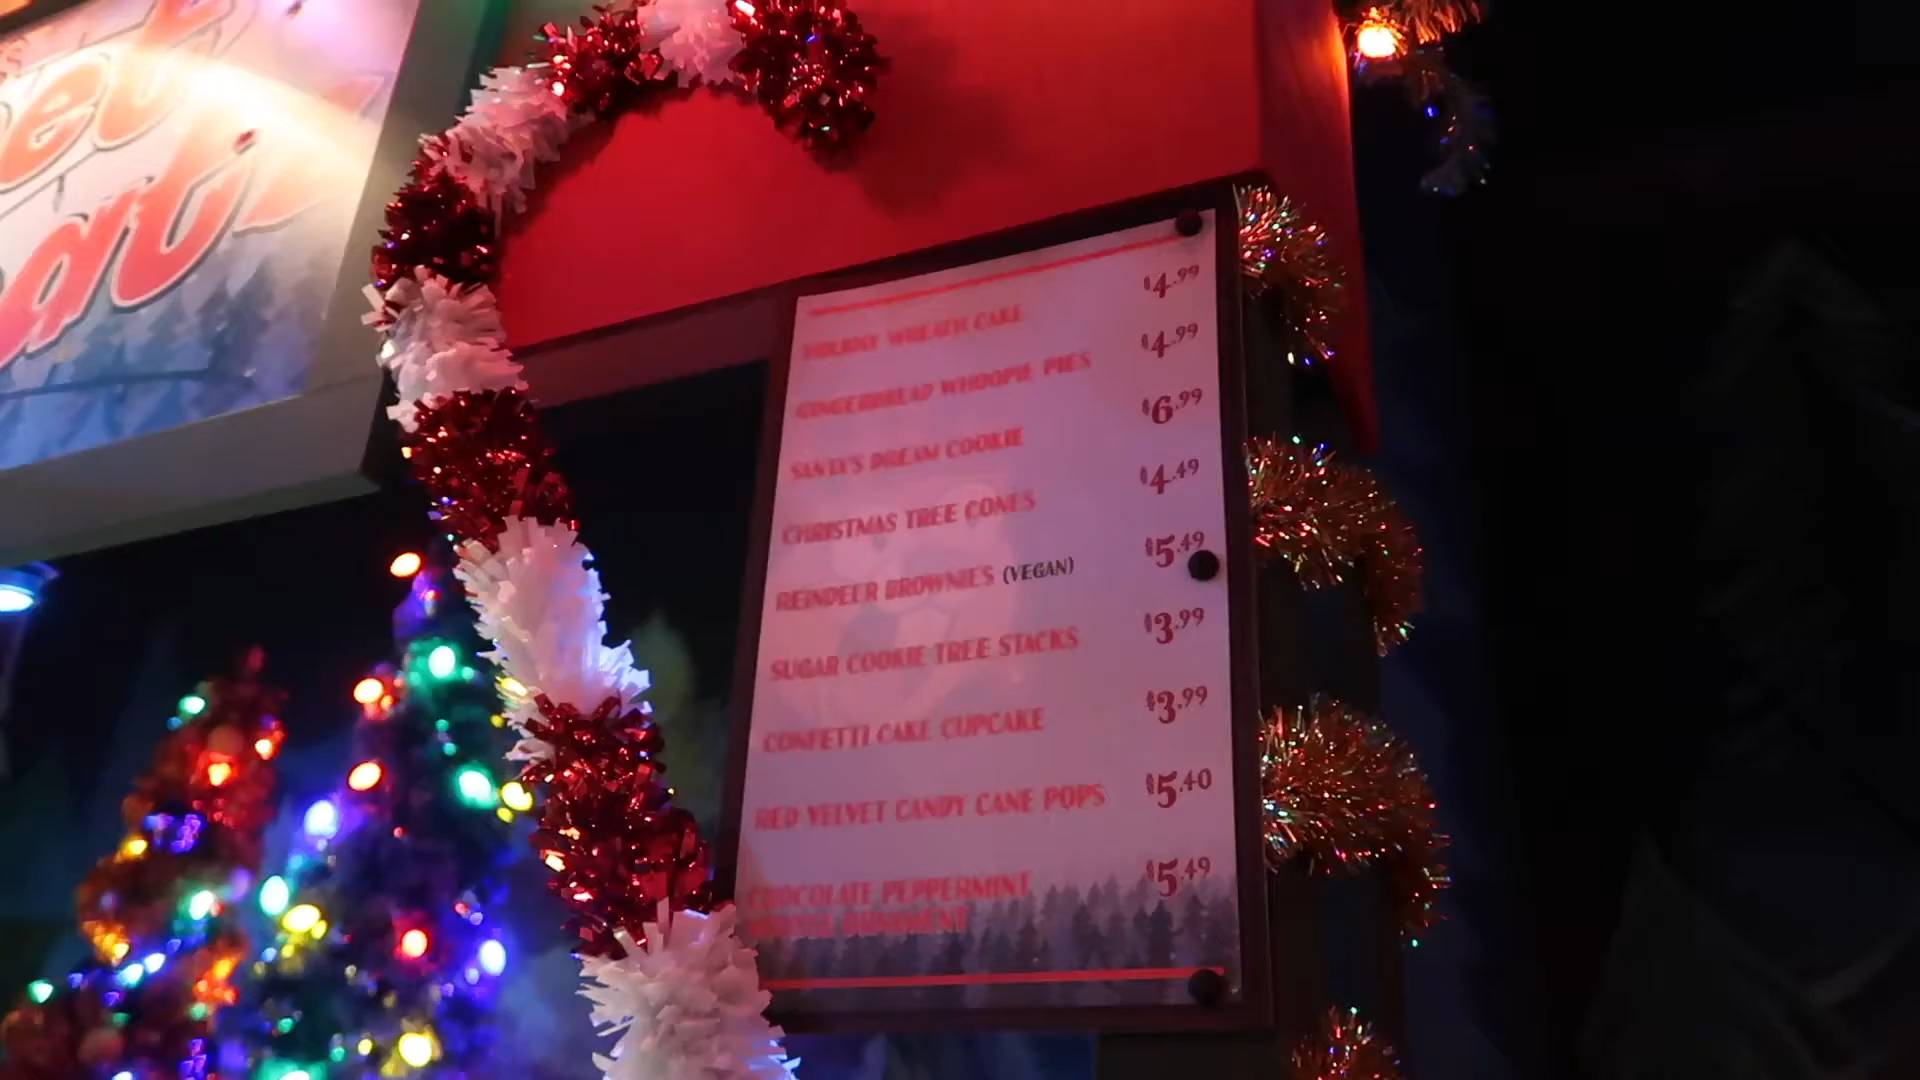 HOLIDAY WREATH CAKE $4.99
GINGERBREAD WHOOPIE PIES $4.99
SANTA'S DREAM COOKIE $6.99
CHRISTMAS TREE CONES $4.49
REINDEER BROWNIES (VEGAN) $5.49
SUGAR COOKIE TREE STACKS $3.99
CONFETTI CAKE CUPCAKE $3.99
RED VELVET CANDY CANE POPS $5.40
CHOCOLATE PEPPERMINT $5.49
ORNAMENT